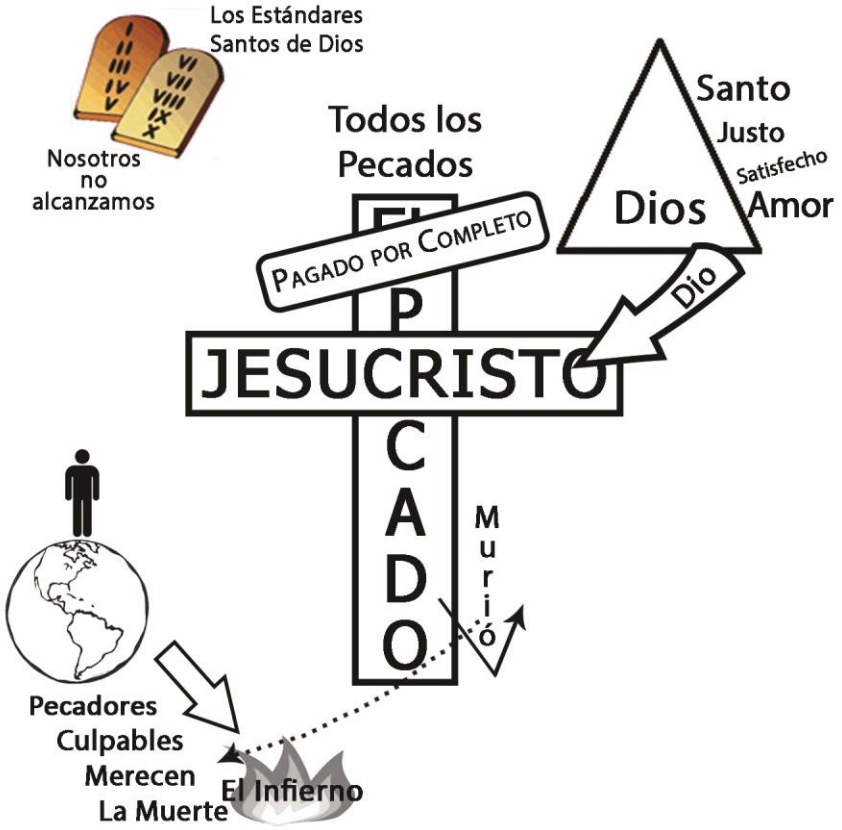 Los Estándares
Santos de Dios
I
II
III
IV
V
VI
VII
VIII
IX
X
Nosotros
no
alcanzamos
Todos los
Pecados
Santo
Justo
Satisfecho
Amor
Dios
Dio
EL
PAGADO POR COMPLETO
P
JESUCRISTO
C
A
D
O
Murió
Pecadores
Culpables
Merecen
La Muerte
El Infierno